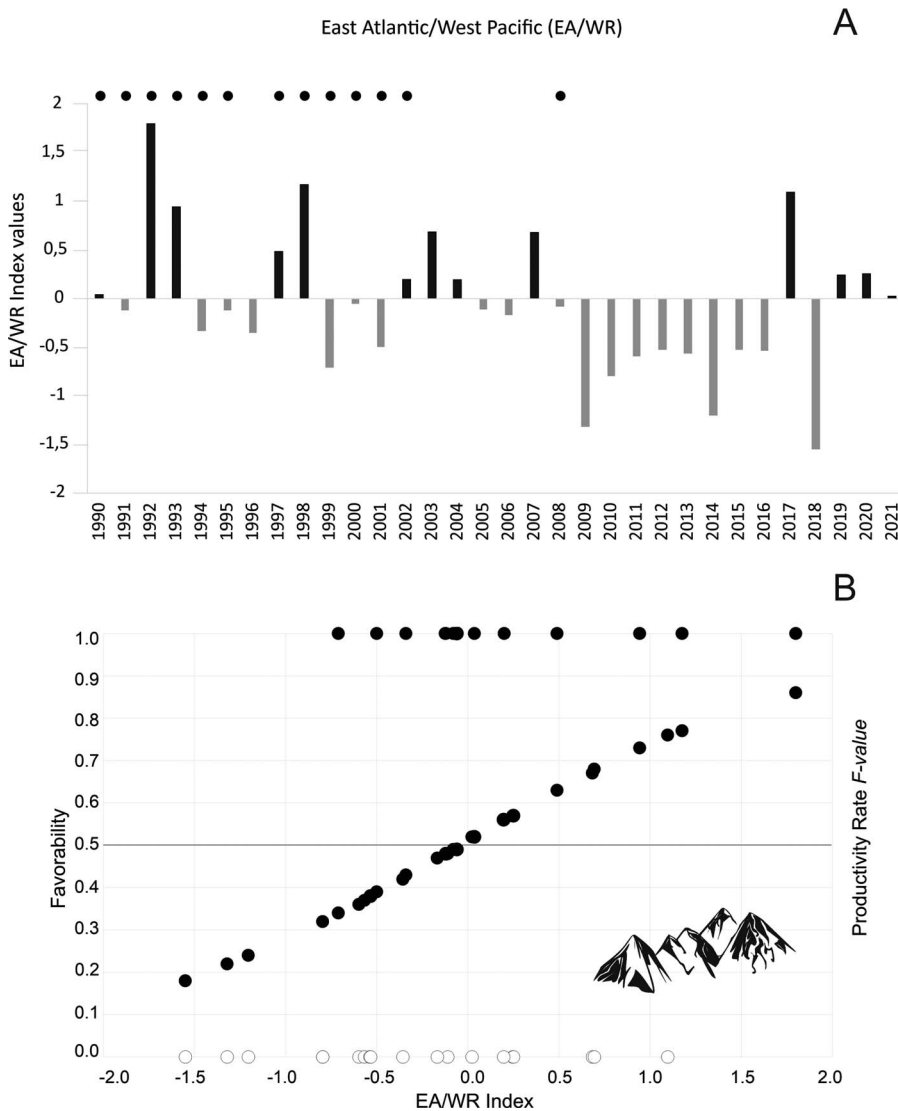 East Atlantic/West Pacific (EA/WR)
A
EA/WR Index values
2
1,5
1
0,5
0
-0,5
-1
-1,5
-2
1990 1991 1992 1993 1994 1995 1996 1997 1998 1999 2000 2001 2002 2003 2004 2005 2006 2007 2008 2009 2010 2011 2012 2013 2014 2015 2016 2017 2018 2019 2020 2021
B
Favorability
1.0
0.9
0.8
0.7
0.6
0.5
0.4
0.3
0.2
0.1
0.0
Productivity Rate F-value
-2.0 -1.5 -1.0 -0.5 0.0 0.5 1.0 1.5 2.0
EA/WR Index